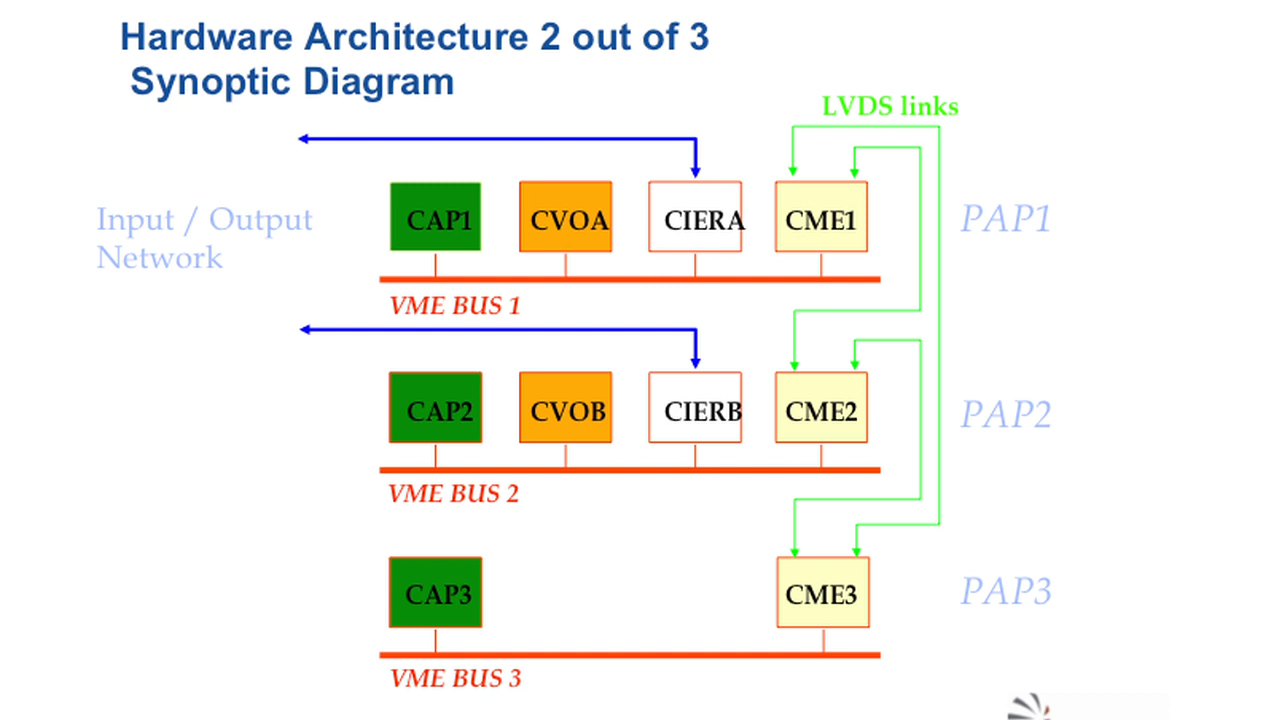 Hardware Architecture 2 out of 3
Synoptic Diagram
LVDS links
Input / Output
Network
CAP1
CVOA
CIERA
CME1
PAP1
VME BUS 1
CAP2
CVOB
CIERB
CME2
PAP2
VME BUS 2
CAP3
CME3
PAP3
VME BUS 3